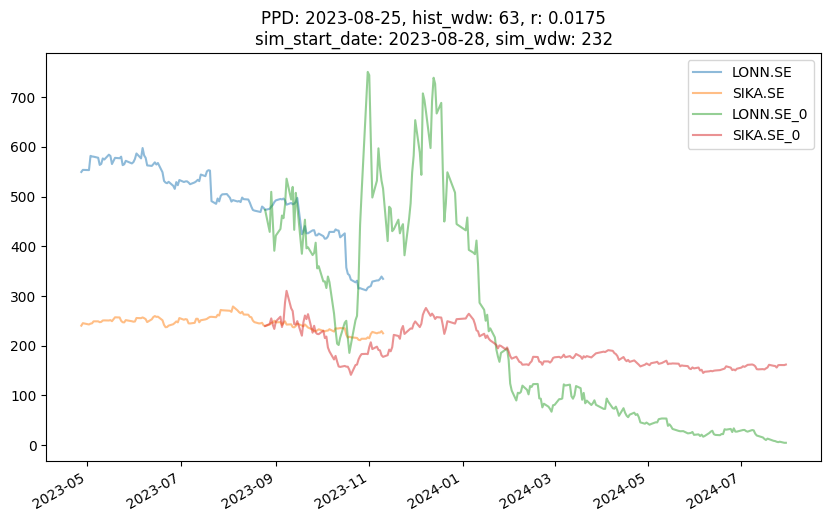 PPD: 2023-08-25, hist_wdw: 63, r: 0.0175
sim_start_date: 2023-08-28, sim_wdw: 232
LONN.SE
SIKA.SE
LONN.SE_0
SIKA.SE_0
700
600
500
400
300
200
100
0
2023-05
2023-07
2023-09
2023-11
2024-01
2024-03
2024-05
2024-07